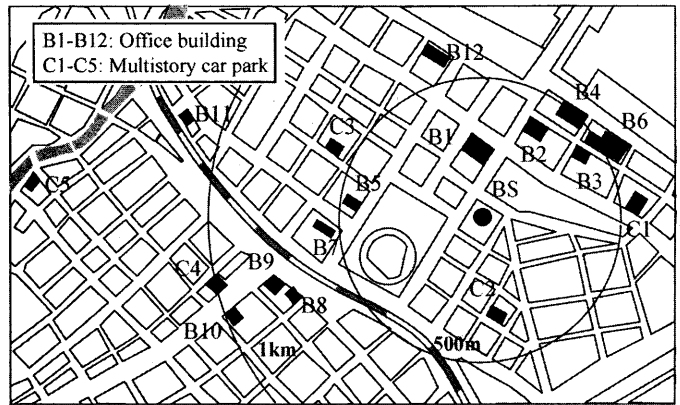 B1-B12: Office building
C1-C5: Multistory car park
B12
B11
B4
C3
B1
B6
B2
B3
C5
B5
BS
B7
C1
C4
B9
C2
B8
B10
1km
500m